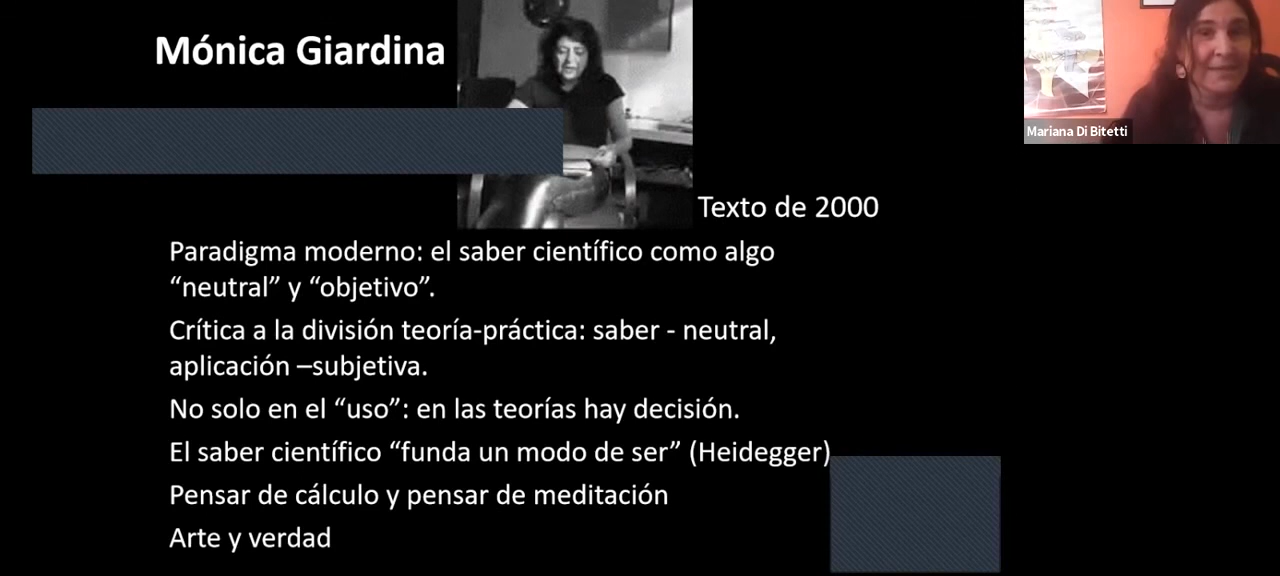 Mónica Giardina
Mariana Di Bitetti
Texto de 2000
Paradigma moderno: el saber científico como algo
“neutral” y “objetivo”.
Crítica a la división teoría-práctica: saber - neutral,
aplicación –subjetiva.
No solo en el “uso”: en las teorías hay decisión.
El saber científico “funda un modo de ser” (Heidegger)
Pensar de cálculo y pensar de meditación
Arte y verdad